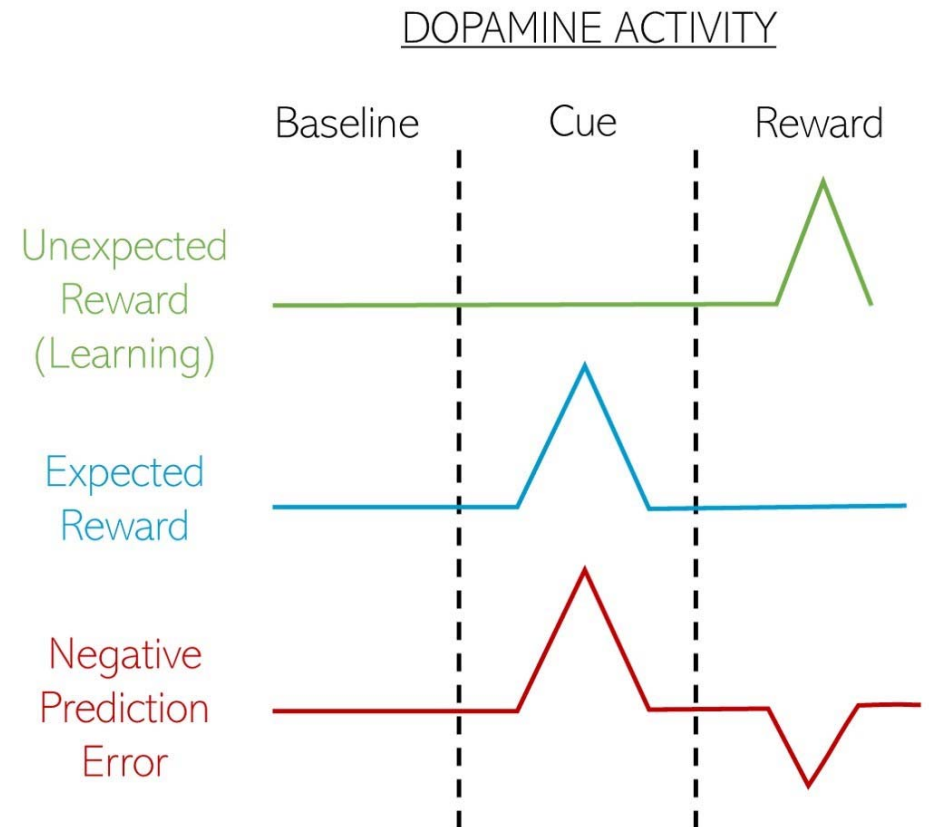 DOPAMINE ACTIVITY
Baseline
Cue
Reward
Unexpected
Reward
(Learning)
Expected
Reward
Negative
Prediction
Error